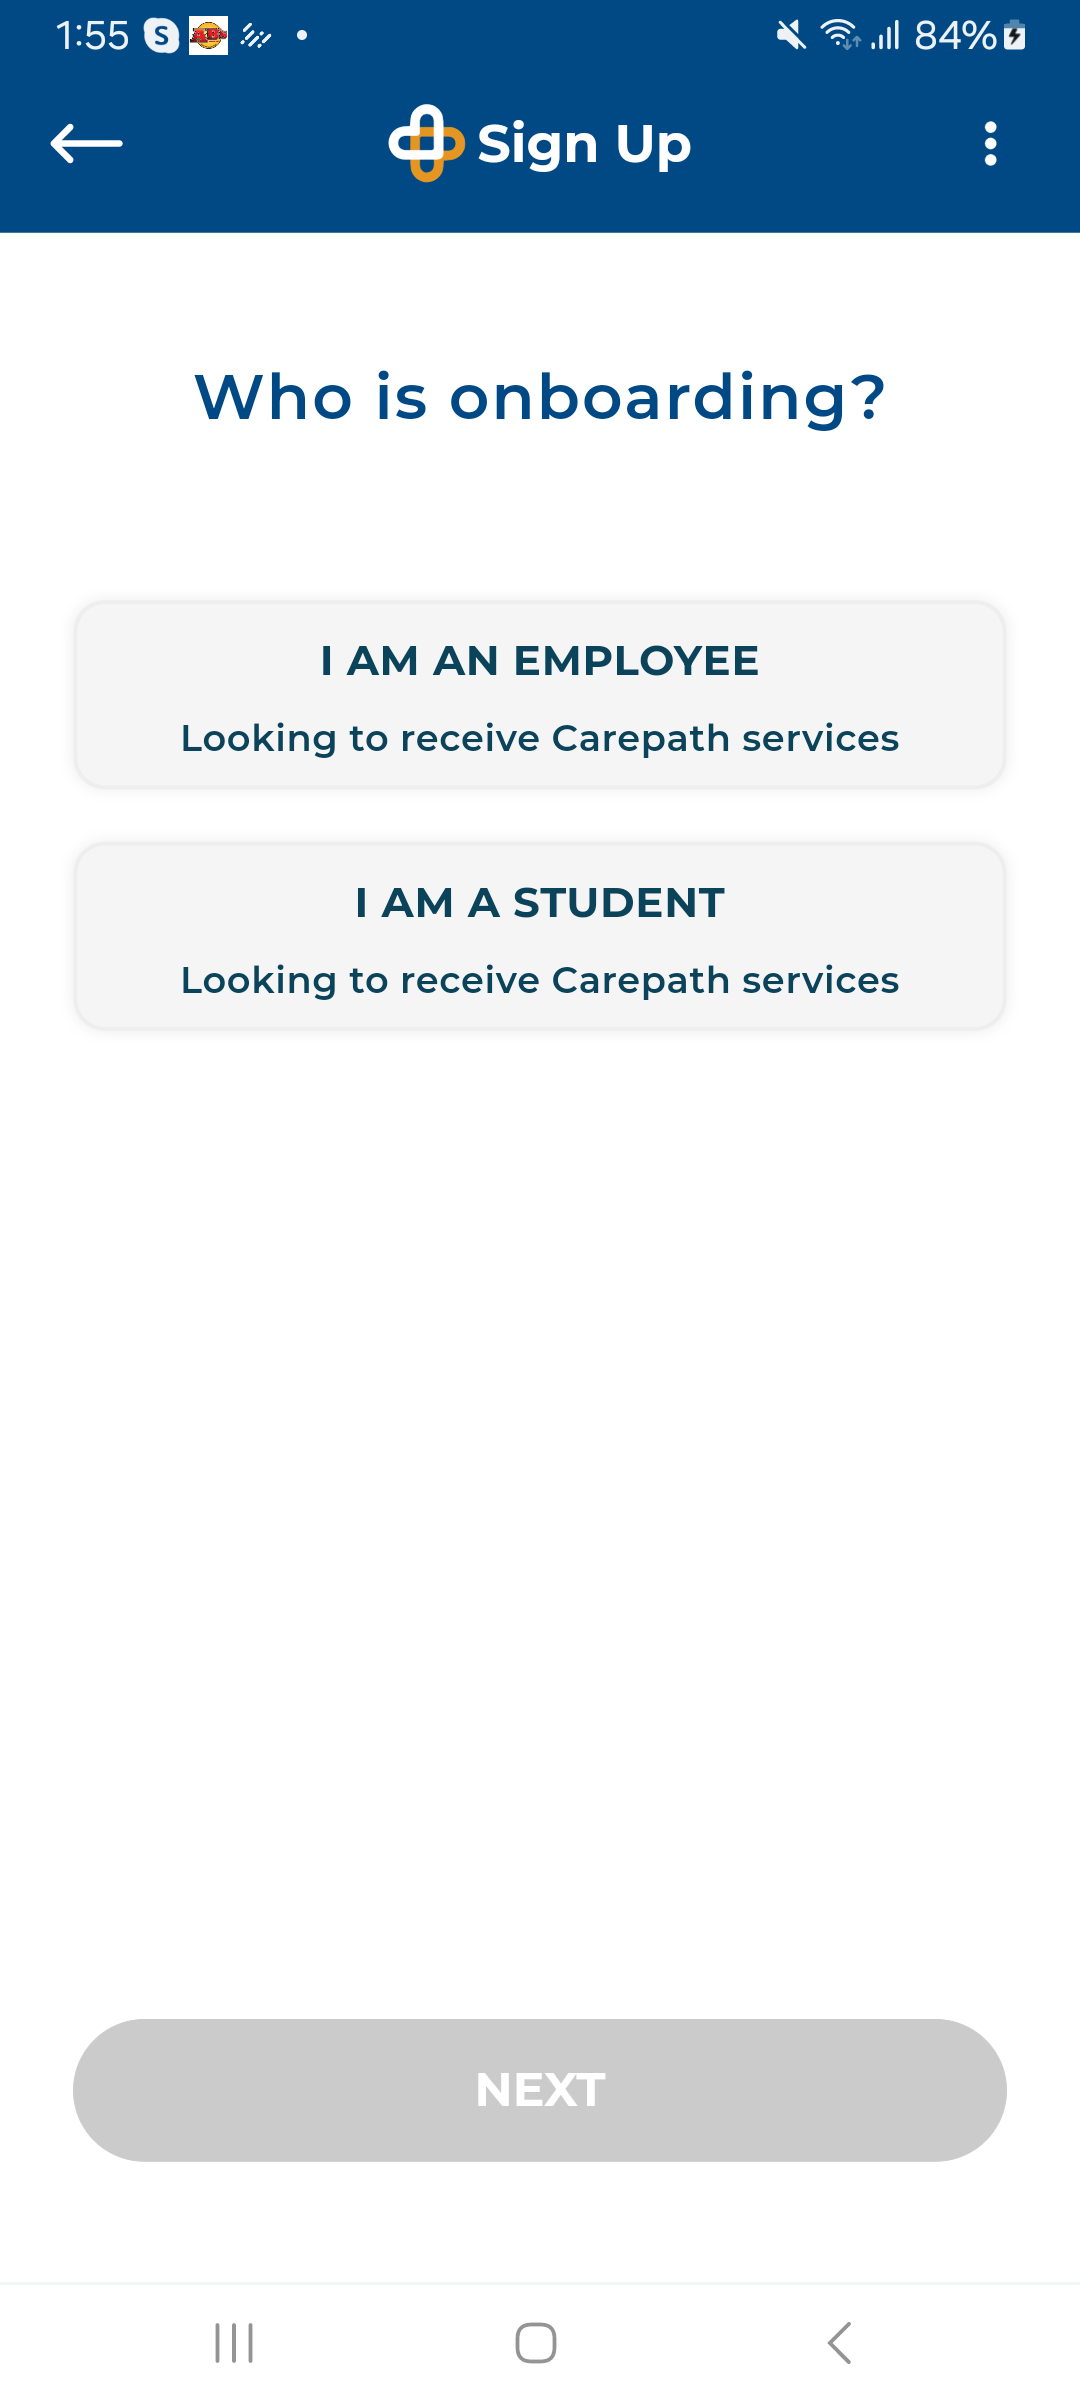 1:55 S ABs 84%
Sign Up
Who is onboarding?
I AM AN EMPLOYEE
Looking to receive Carepath services
I AM A STUDENT
Looking to receive Carepath services
NEXT